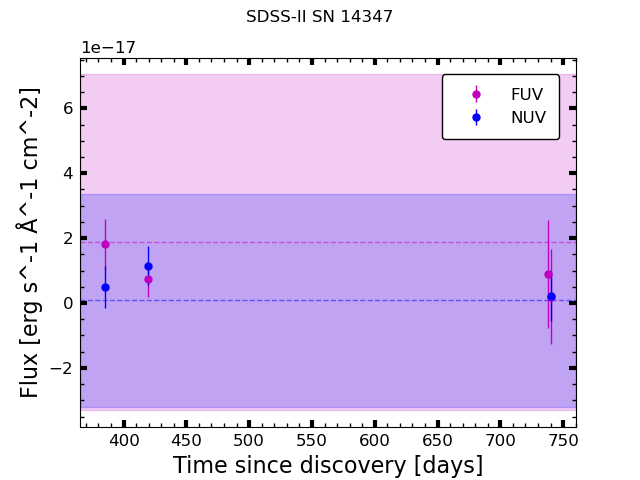 SDSS-II SN 14347
1e−17
FUV
NUV
6
4
2
0
−2
400 450 500 550 600 650 700 750
Flux [erg s^-1 Å^-1 cm^-2]
Time since discovery [days]